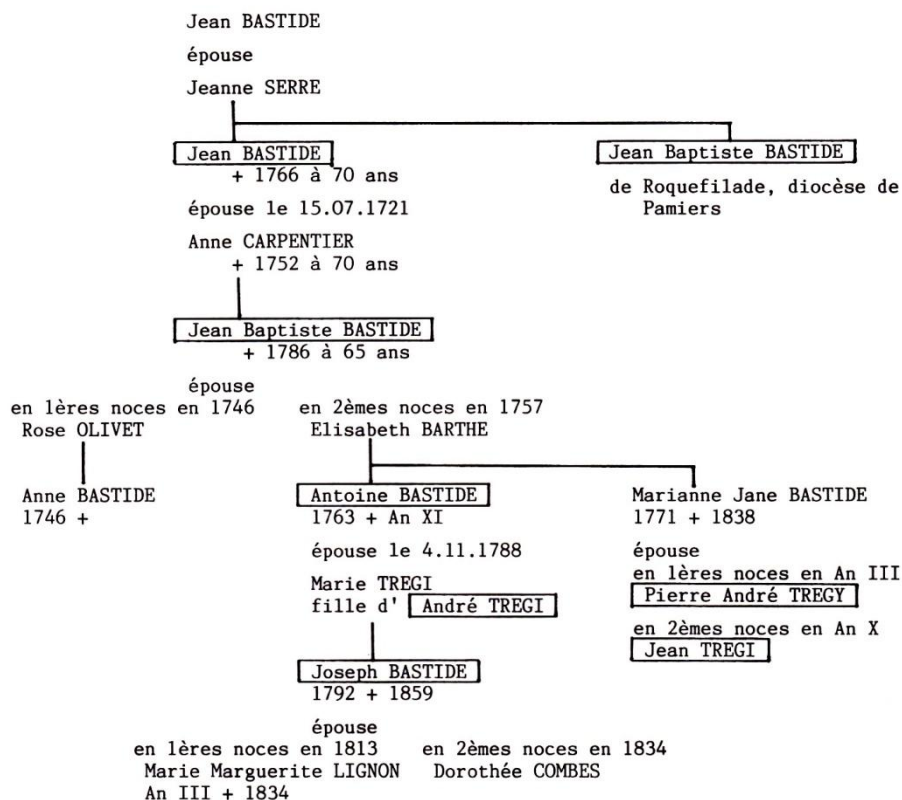 Jean BASTIDE
épouse
Jeanne SERRE
Jean BASTIDE
+ 1766 à 70 ans
épouse le 15.07.1721
Anne CARPENTIER
+ 1752 à 70 ans
Jean Baptiste BASTIDE
de Roquefilade, diocèse de
Pamiers
Jean Baptiste BASTIDE
+ 1786 à 65 ans
épouse
en 1ères noces en 1746
Rose OLIVET
Anne BASTIDE
1746 +
en 2èmes noces en 1757
Elisabeth BARTHE
Antoine BASTIDE
1763 + An XI
épouse le 4.11.1788
Marie TREGI
fille d' André TREGI
Marianne Jane BASTIDE
1771 + 1838
épouse
en 1ères noces en An III
Pierre André TREGY
en 2èmes noces en An X
Jean TREGI
Joseph BASTIDE
1792 + 1859
épouse
en 1ères noces en 1813
Marie Marguerite LIGNON
An III + 1834
en 2èmes noces en 1834
Dorothée COMBES